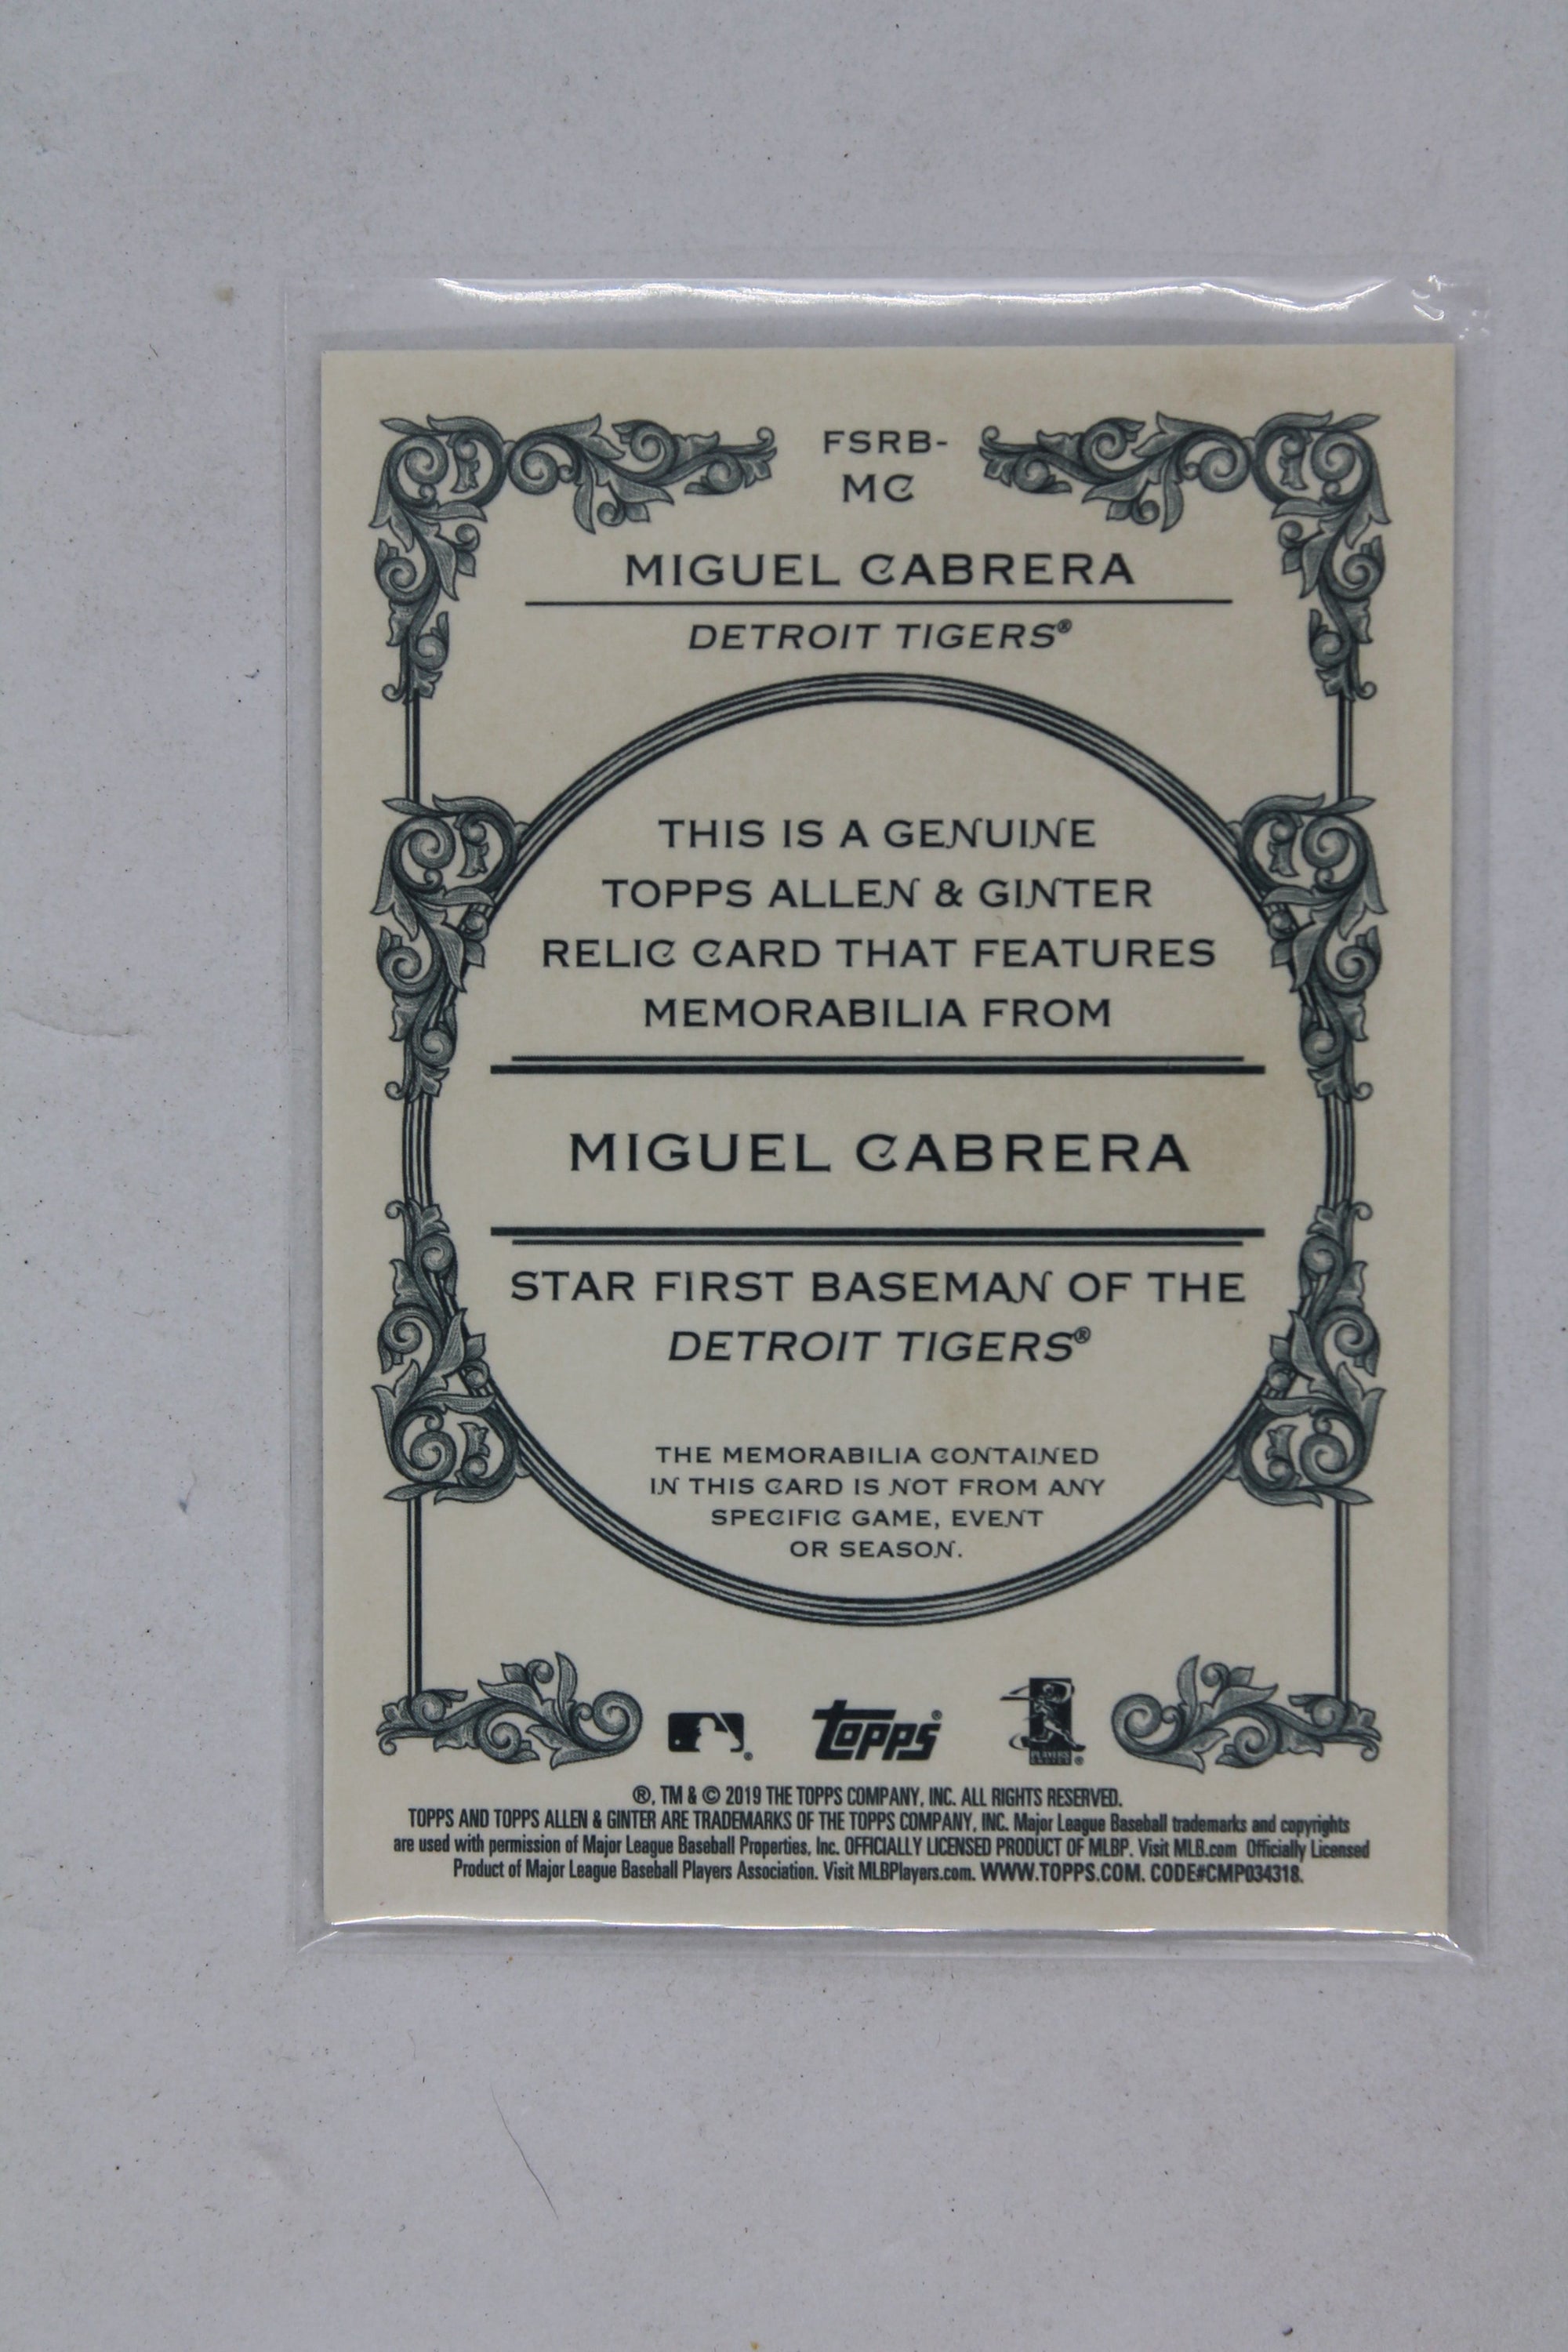 FSRB-
MC
MIGUEL CABRERA
DETROIT TIGERS®
THIS IS A GENUINE
TOPPS ALLEN & GINTER
RELIC CARD THAT FEATURES
MEMORABILIA FROM
MIGUEL CABRERA
STAR FIRST BASEMAN OF THE
DETROIT TIGERS®
THE MEMORABILIA CONTAINED
IN THIS CARD IS NOT FROM ANY
SPECIFIC GAME, EVENT
OR SEASON.
topps®
®, TM & © 2019 THE TOPPS COMPANY, INC. ALL RIGHTS RESERVED.
TOPPS AND TOPPS ALLEN & GINTER ARE TRADEMARKS OF THE TOPPS COMPANY, INC. Major League Baseball trademarks and copyrights
are used with permission of Major League Baseball Properties, Inc. OFFICIALLY LICENSED PRODUCT OF MLBP. Visit MLB.com Officially Licensed
Product of Major League Baseball Players Association. Visit MLBPlayers.com. WWW.TOPPS.COM. CODE#CMP034318.